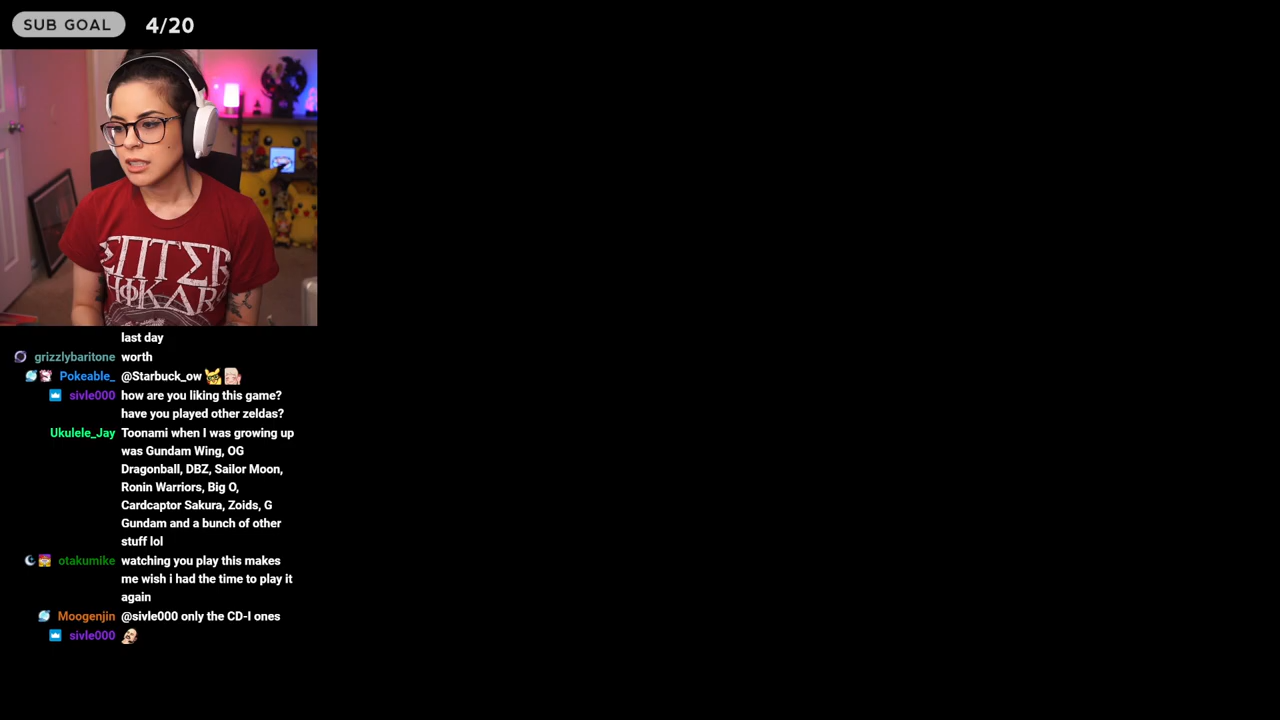 SUB GOAL 4/20
ΣΠTΣR
last day
grizzlybaritone worth
Pokeable_ @Starbuck_ow
sivle000 how are you liking this game?
have you played other zeldas?
Ukulele_Jay Toonami when I was growing up
was Gundam Wing, OG
Dragonball, DBZ, Sailor Moon,
Ronin Warriors, Big O,
Cardcaptor Sakura, Zoids, G
Gundam and a bunch of other
stuff lol
otakumike watching you play this makes
me wish i had the time to play it
again
Moogenjin @sivle000 only the CD-I ones
sivle000